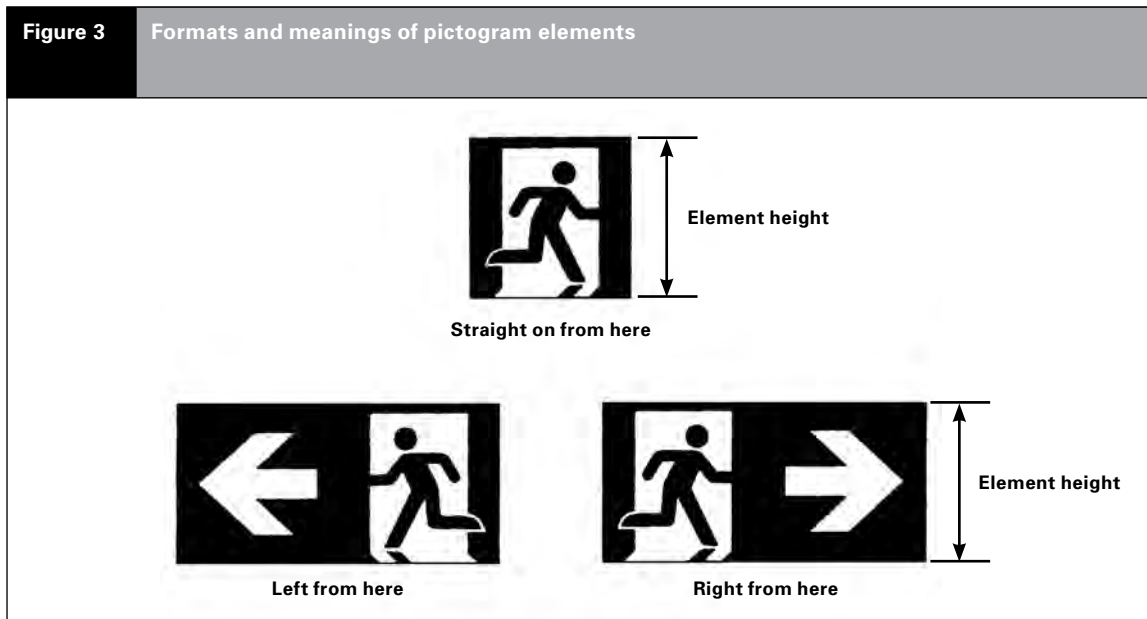 Figure 3
Formats and meanings of pictogram elements
Element height
Straight on from here
Element height
Left from here
Right from here